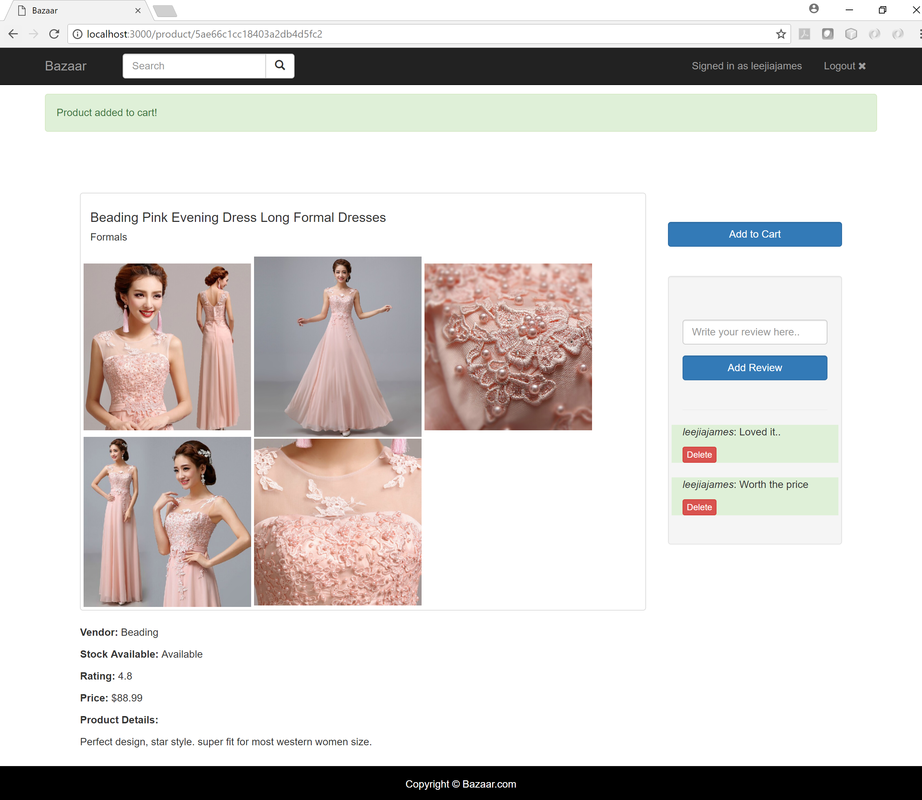 Bazaar
localhost:3000/product/5ae66c1cc18403a2db4d5fc2
Bazaar
Search
Signed in as leejiajames
Logout ✖
Product added to cart!
Beading Pink Evening Dress Long Formal Dresses
Formals
Add to Cart
Write your review here..
Add Review
leejiajames: Loved it..
Delete
leejiajames: Worth the price
Delete
Vendor: Beading
Stock Available: Available
Rating: 4.8
Price: $88.99
Product Details:
Perfect design, star style. super fit for most western women size.
Copyright © Bazaar.com